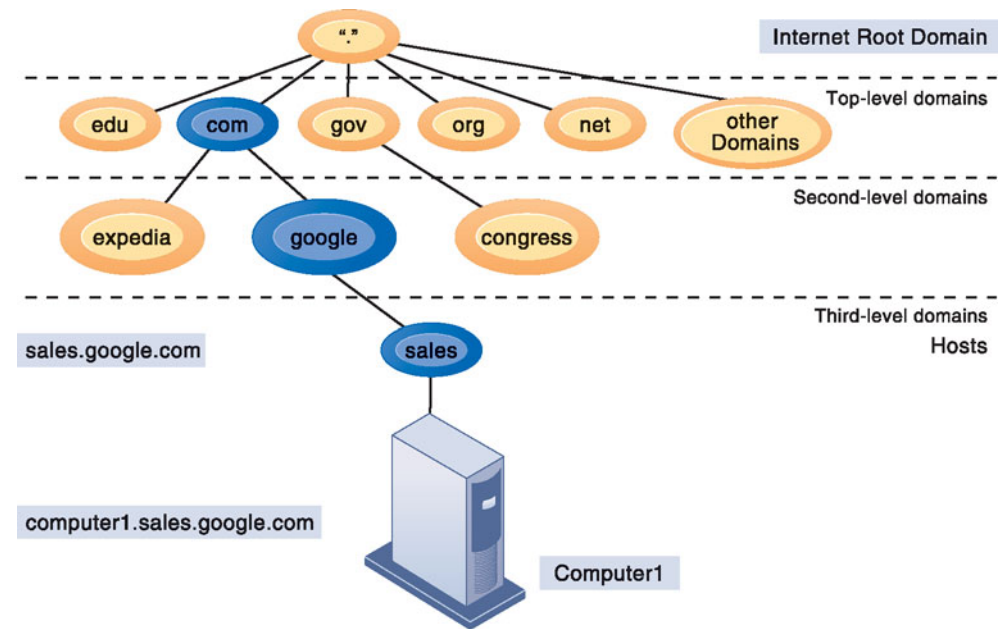 “.”
Internet Root Domain
Top-level domains
edu
com
gov
org
net
other
Domains
Second-level domains
expedia
google
congress
Third-level domains
Hosts
sales.google.com
sales
computer1.sales.google.com
Computer1